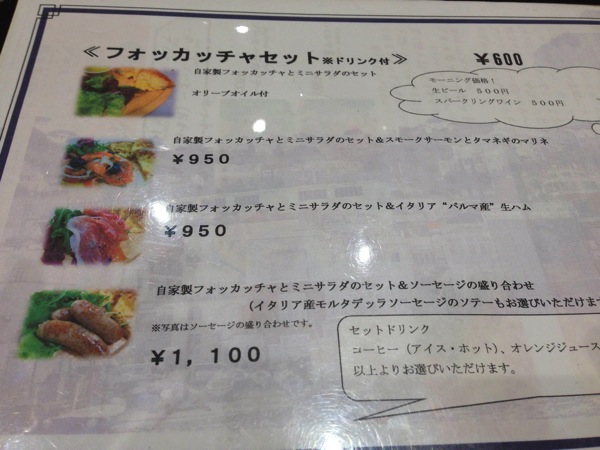 ≪フォッカッチャセット※ドリンク付≫ ￥600
自家製フォッカッチャとミニサラダのセット
オリーブオイル付
モーニング価格！
生ビール ５００円
スパークリングワイン ５００円
自家製フォッカッチャとミニサラダのセット＆スモークサーモンとタマネギのマリネ
￥９５０
自家製フォッカッチャとミニサラダのセット＆イタリア“パルマ産”生ハム
￥９５０
自家製フォッカッチャとミニサラダのセット＆ソーセージの盛り合わせ
（イタリア産モルタデッラソーセージのソテーもお選びいただけま
※写真はソーセージの盛り合わせです。
￥１，１００
セットドリンク
コーヒー（アイス・ホット）、オレンジジュース
以上よりお選びいただけます。